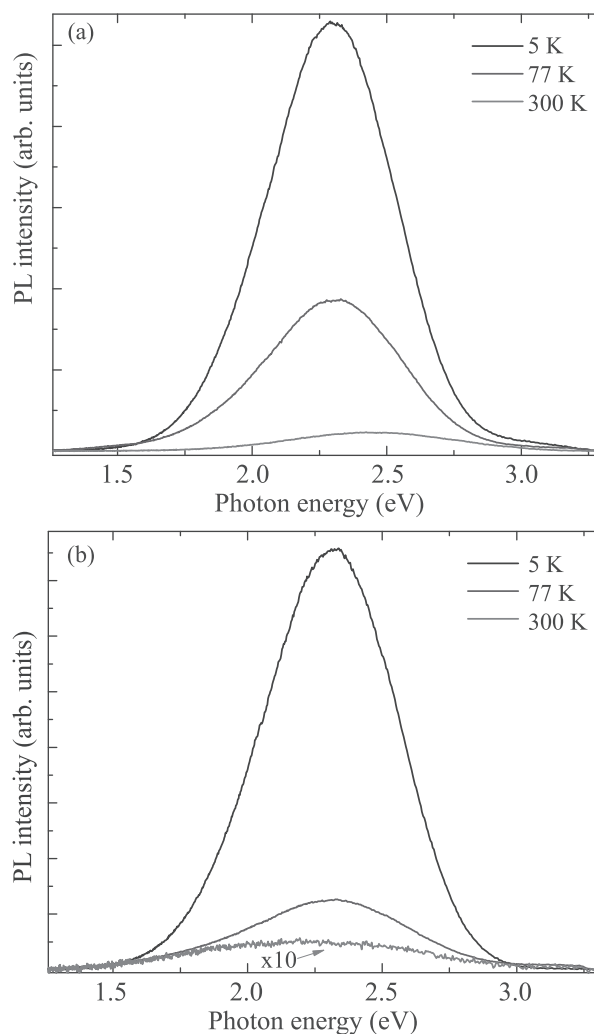 (a)
5 K
77 K
300 K
PL intensity (arb. units)
1.5 2.0 2.5 3.0
Photon energy (eV)
(b)
5 K
77 K
300 K
PL intensity (arb. units)
x10
1.5 2.0 2.5 3.0
Photon energy (eV)